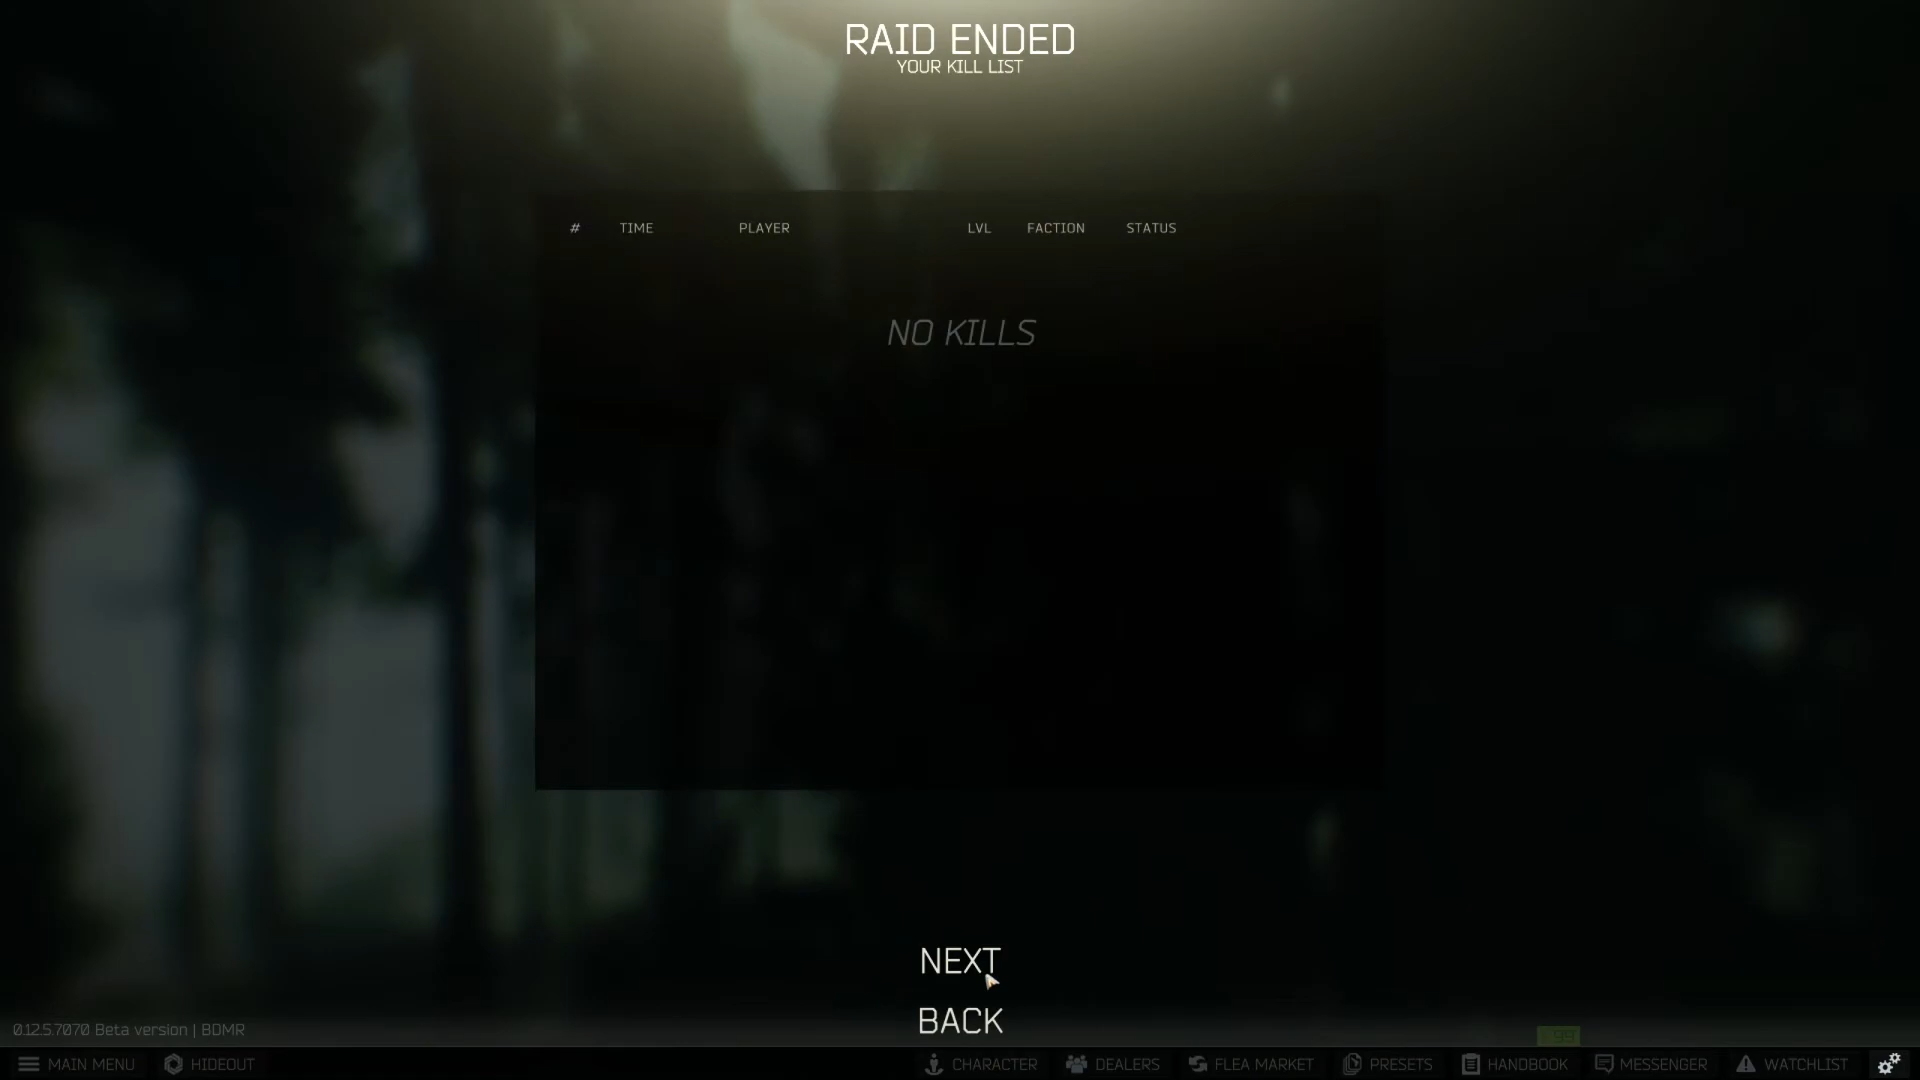 RAID ENDED
YOUR KILL LIST
# TIME PLAYER LVL FACTION STATUS
NO KILLS
NEXT
BACK
0.12.5.7070 Beta version | BDMR
99
MAIN MENU HIDEOUT CHARACTER DEALERS FLEA MARKET PRESETS HANDBOOK MESSENGER WATCHLIST